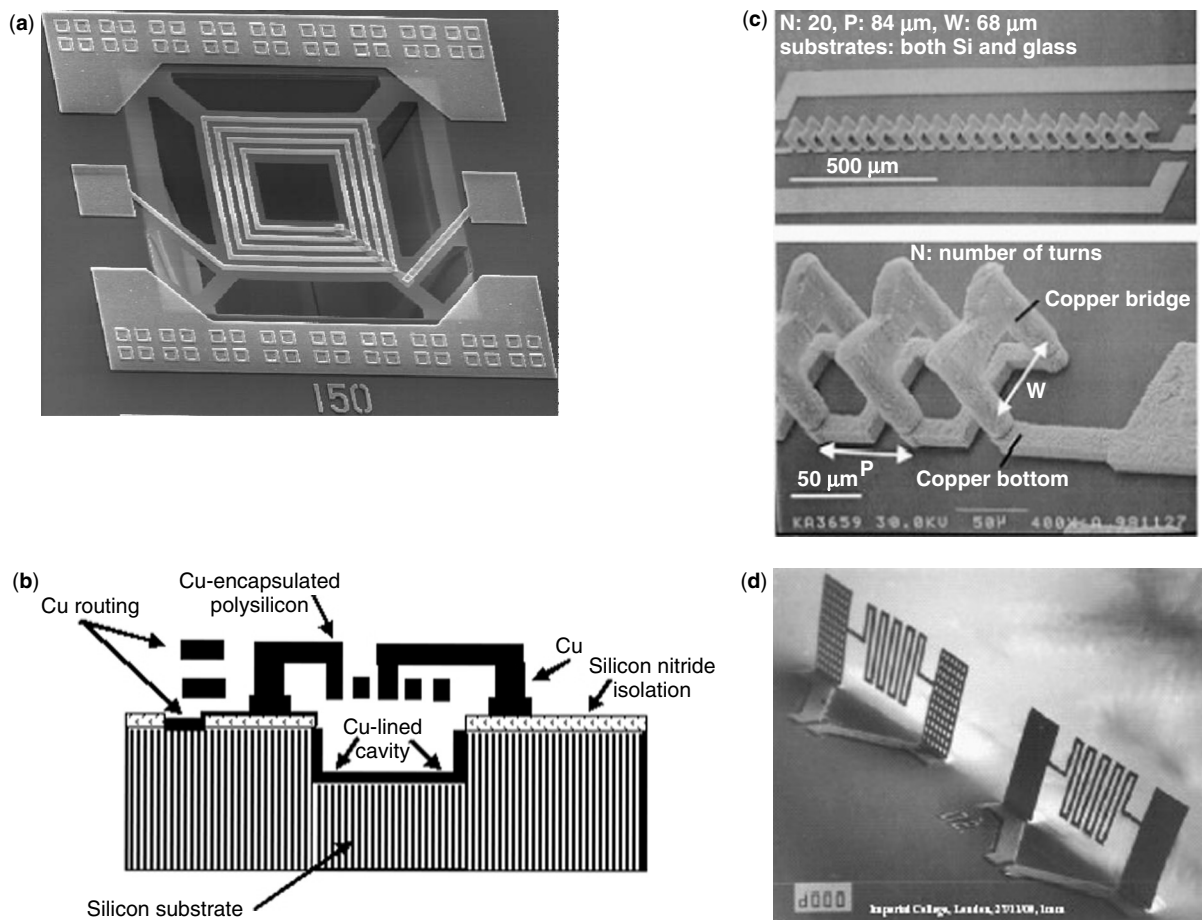 (a)
150
(b)
Cu-encapsulated
polysilicon
Cu routing
Cu
Silicon nitride
isolation
Cu-lined
cavity
Silicon substrate
(c)
N: 20, P: 84 μm, W: 68 μm
substrates: both Si and glass
500 μm
N: number of turns
Copper bridge
W
P
50 μm
Copper bottom
KA3659 30.0KV 50μ 400X A 981127
(d)
Imperial College, London,